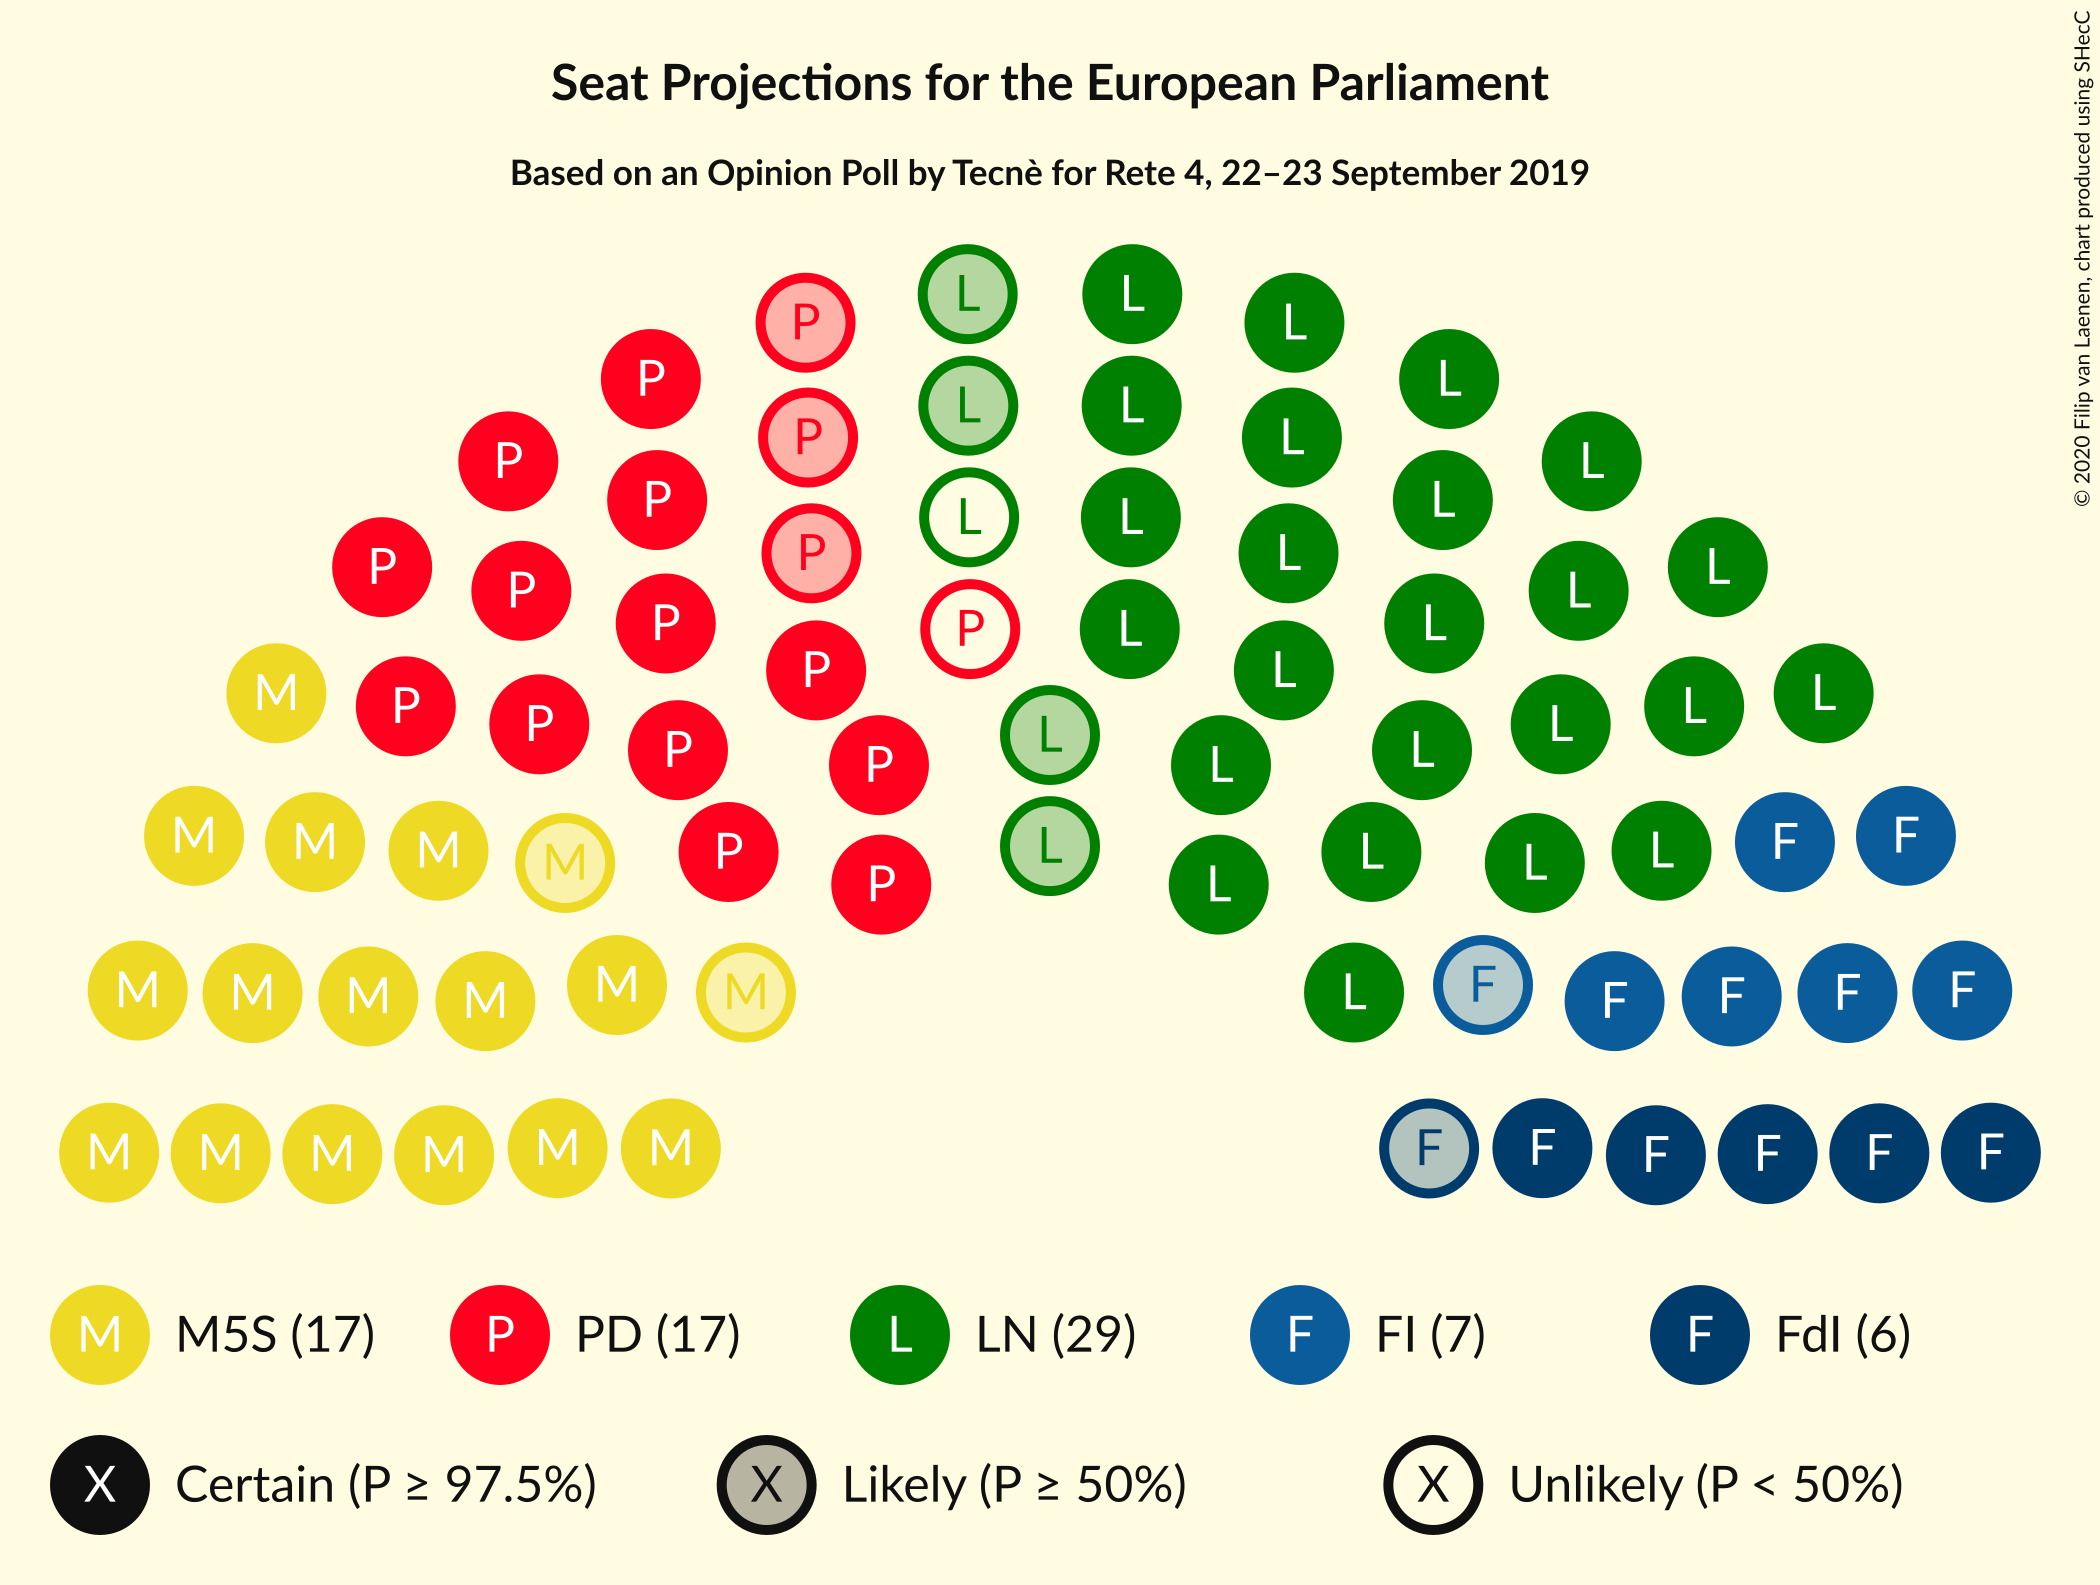 Seat Projections for the European Parliament
Based on an Opinion Poll by Tecnè for Rete 4, 22–23 September 2019
© 2020 Filip van Laenen, chart produced using SHecC
L L
P L
P L
L L
P L
P L
P L
P L
L L
P L
P L
P L
P L
P L
P L
M P P L L L
L
P P L L
M M M M P L L L F F
L
P L
M M M M M M L F F F F F
M M M M M M F F F F F F
M M5S (17) P PD (17) L LN (29) F FI (7) F FdI (6)
X Certain (P ≥ 97.5%) X Likely (P ≥ 50%) X Unlikely (P < 50%)